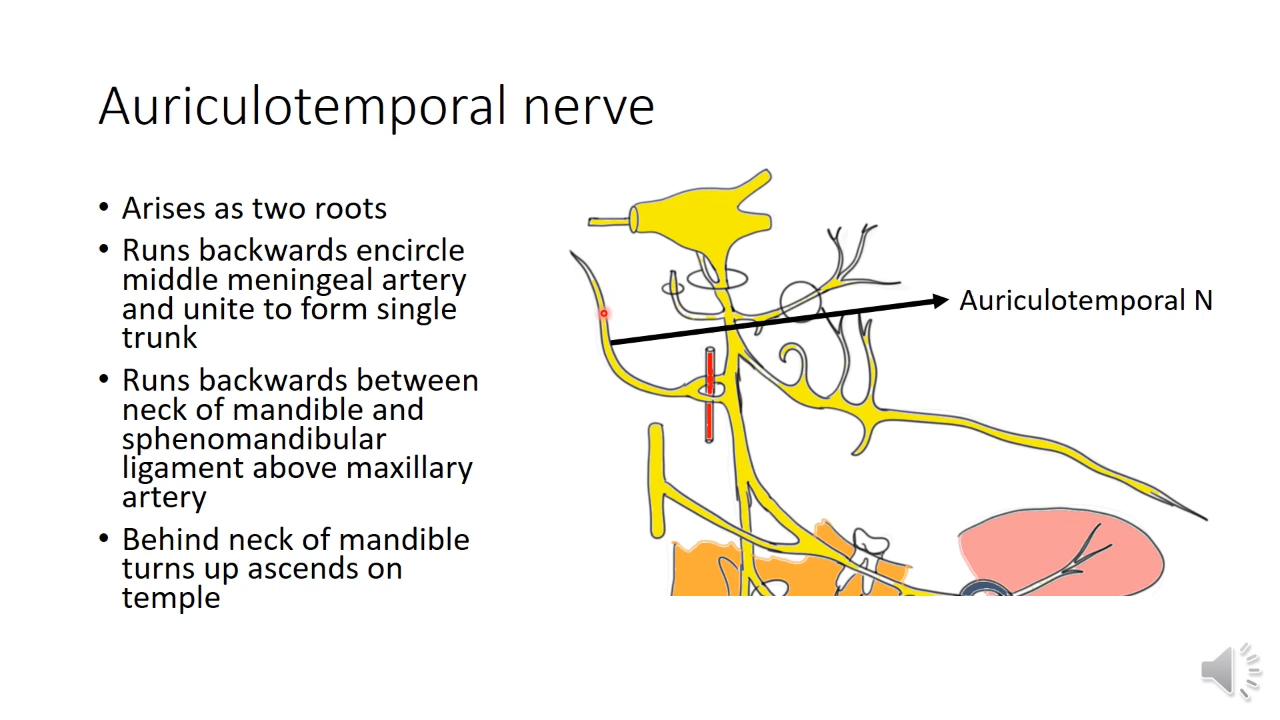 Auriculotemporal nerve
• Arises as two roots
• Runs backwards encircle
middle meningeal artery
and unite to form single
trunk
• Runs backwards between
neck of mandible and
sphenomandibular
ligament above maxillary
artery
• Behind neck of mandible
turns up ascends on
temple
Auriculotemporal N